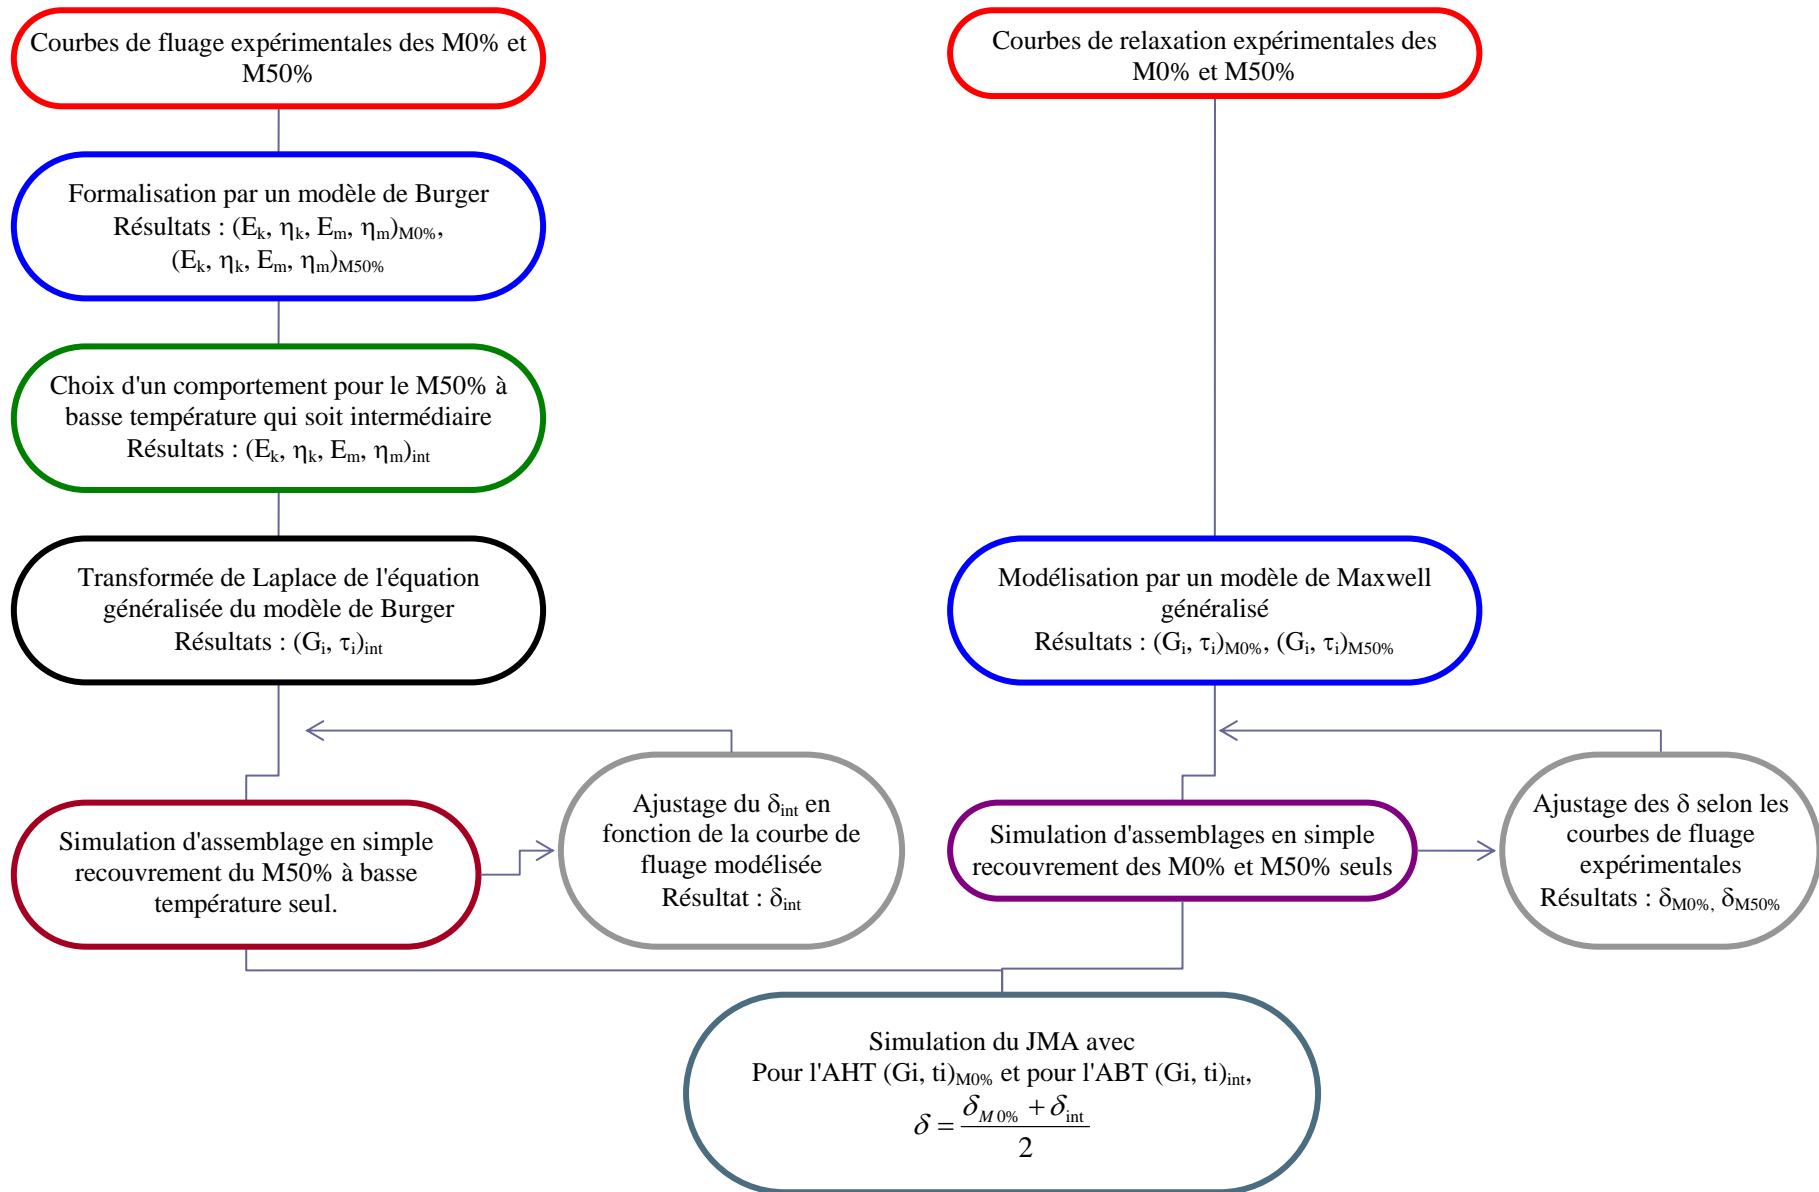 Courbes de fluage expérimentales des M0% et
M50%
Formalisation par un modèle de Burger
Résultats : (Eₖ, ηₖ, Eₘ, ηₘ)M0%,
(Eₖ, ηₖ, Eₘ, ηₘ)M50%
Choix d'un comportement pour le M50% à
basse température qui soit intermédiaire
Résultats : (Eₖ, ηₖ, Eₘ, ηₘ)int
Transformée de Laplace de l'équation
généralisée du modèle de Burger
Résultats : (Gᵢ, τᵢ)int
Simulation d'assemblage en simple
recouvrement du M50% à basse
température seul.
Ajustage du δint en
fonction de la courbe de
fluage modélisée
Résultat : δint
Courbes de relaxation expérimentales des
M0% et M50%
Modélisation par un modèle de Maxwell
généralisé
Résultats : (Gᵢ, τᵢ)M0%, (Gᵢ, τᵢ)M50%
Simulation d'assemblages en simple
recouvrement des M0% et M50% seuls
Ajustage des δ selon les
courbes de fluage
expérimentales
Résultats : δM0%, δM50%
Simulation du JMA avec
Pour l'AHT (Gi, ti)M0% et pour l'ABT (Gi, ti)int,
δ = (δM0% + δint) / 2